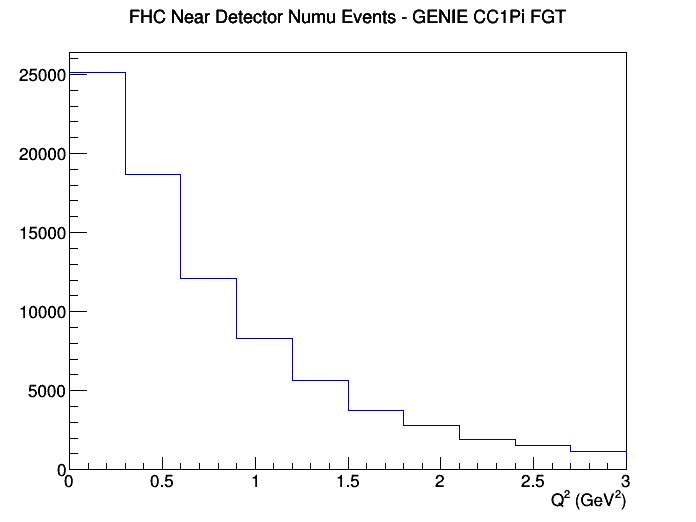 FHC Near Detector Numu Events - GENIE CC1Pi FGT
25000
20000
15000
10000
5000
0
0 0.5 1 1.5 2 2.5 3
Q² (GeV²)